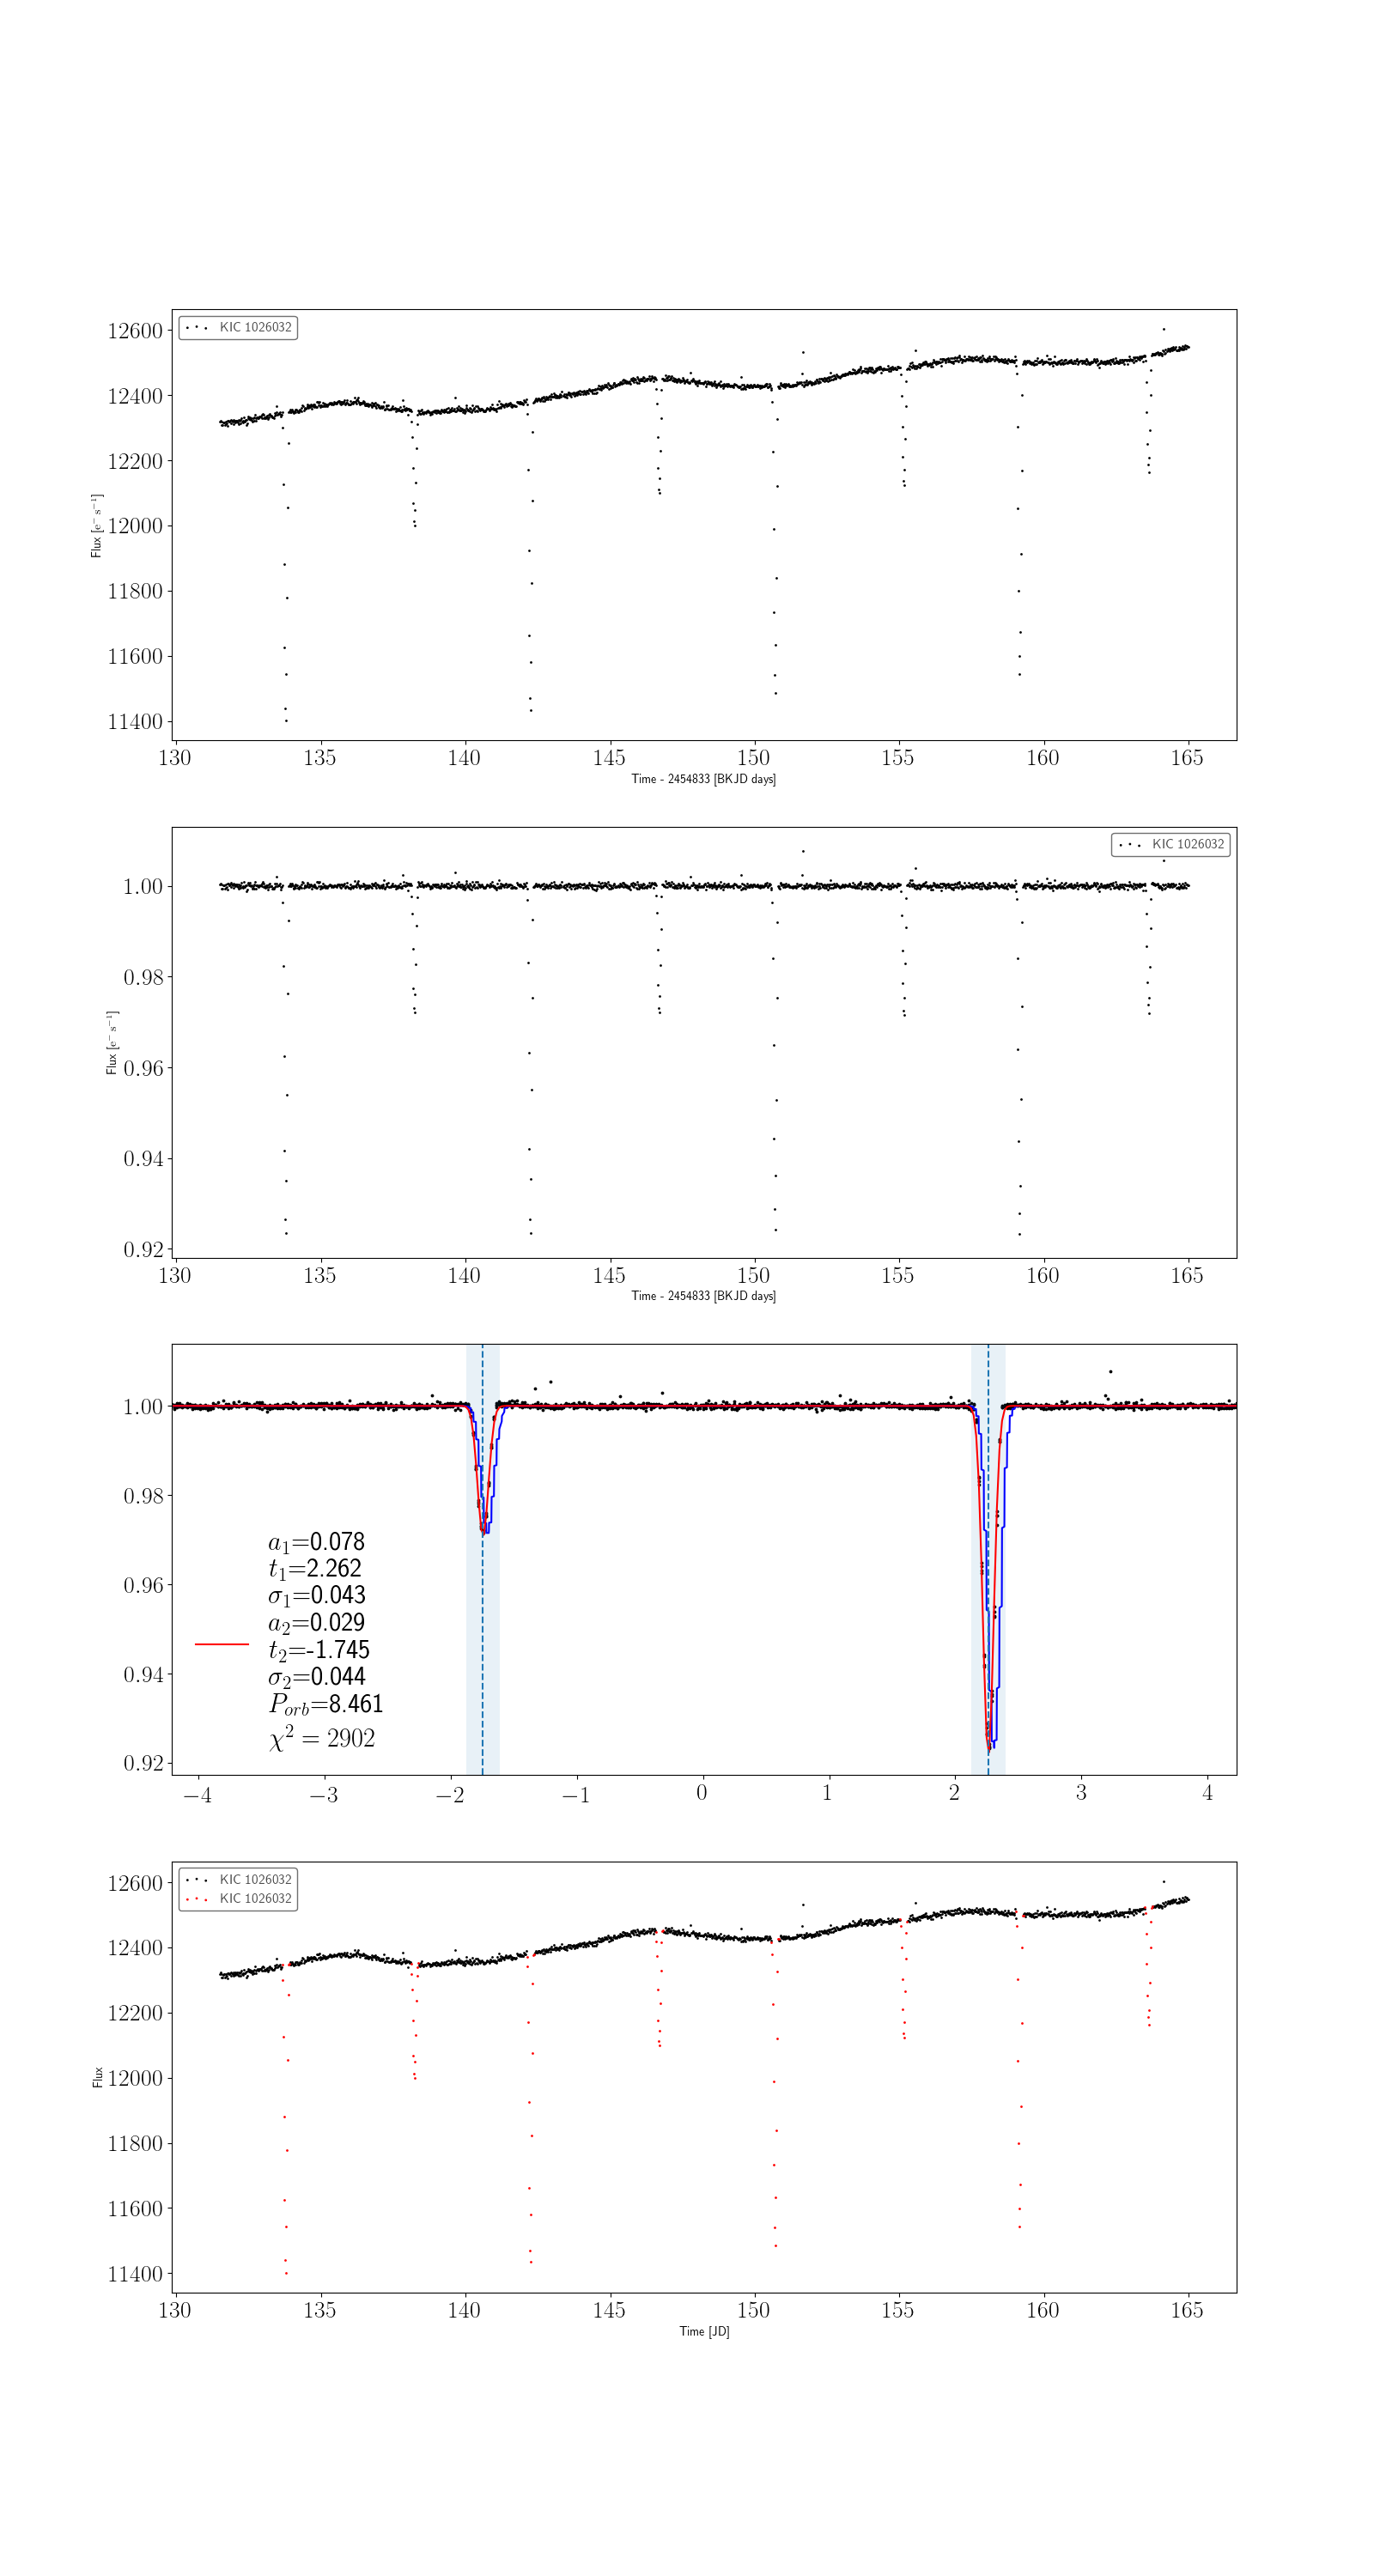 KIC 1026032
12600
12400
12200
12000
11800
11600
11400
Flux [e⁻ s⁻¹]
130 135 140 145 150 155 160 165
Time - 2454833 [BKJD days]
KIC 1026032
1.00
0.98
0.96
0.94
0.92
Flux [e⁻ s⁻¹]
130 135 140 145 150 155 160 165
Time - 2454833 [BKJD days]
1.00
0.98
0.96
0.94
0.92
a₁=0.078
t₁=2.262
σ₁=0.043
a₂=0.029
t₂=-1.745
σ₂=0.044
P_orb=8.461
χ² = 2902
−4 −3 −2 −1 0 1 2 3 4
KIC 1026032
KIC 1026032
12600
12400
12200
12000
11800
11600
11400
Flux
130 135 140 145 150 155 160 165
Time [JD]